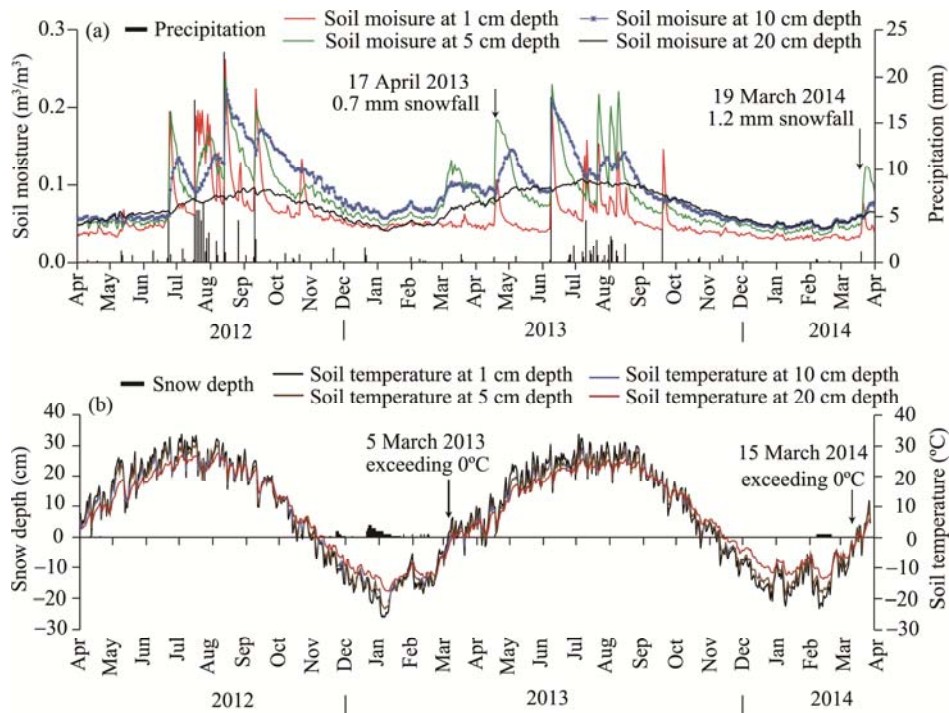 (a) Precipitation
Soil moisure at 1 cm depth Soil moisure at 10 cm depth
Soil moisure at 5 cm depth Soil moisure at 20 cm depth
Soil moisture (m³/m³)
0.3
0.2
0.1
0.0
17 April 2013
0.7 mm snowfall
19 March 2014
1.2 mm snowfall
25
20
15
10
5
0
Precipitation (mm)
Apr May Jun Jul Aug Sep Oct Nov Dec Jan Feb Mar Apr May Jun Jul Aug Sep Oct Nov Dec Jan Feb Mar Apr
2012 2013 2014
(b) Snow depth
Soil temperature at 1 cm depth Soil temperature at 10 cm depth
Soil temperature at 5 cm depth Soil temperature at 20 cm depth
Snow depth (cm)
40
30
20
10
0
−10
−20
−30
5 March 2013
exceeding 0ºC
15 March 2014
exceeding 0ºC
40
30
20
10
0
−10
−20
−30
Soil temperature (ºC)
Apr May Jun Jul Aug Sep Oct Nov Dec Jan Feb Mar Apr May Jun Jul Aug Sep Oct Nov Dec Jan Feb Mar Apr
2012 2013 2014